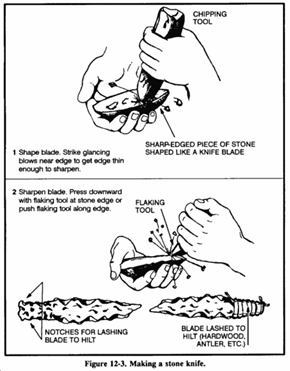 CHIPPING
TOOL
SHARP-EDGED PIECE OF STONE
SHAPED LIKE A KNIFE BLADE
1 Shape blade. Strike glancing
blows near edge to get edge thin
enough to sharpen.
2 Sharpen blade. Press downward
with flaking tool at stone edge or
push flaking tool along edge.
FLAKING
TOOL
NOTCHES FOR LASHING
BLADE TO HILT
BLADE LASHED TO
HILT (HARDWOOD,
ANTLER, ETC.)
Figure 12-3. Making a stone knife.